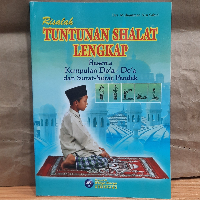 Risalah
TUNTUNAN SHALAT
LENGKAP
Beserta
Kumpulan Do'a - Do'a
dan Surat-Surat Pendek